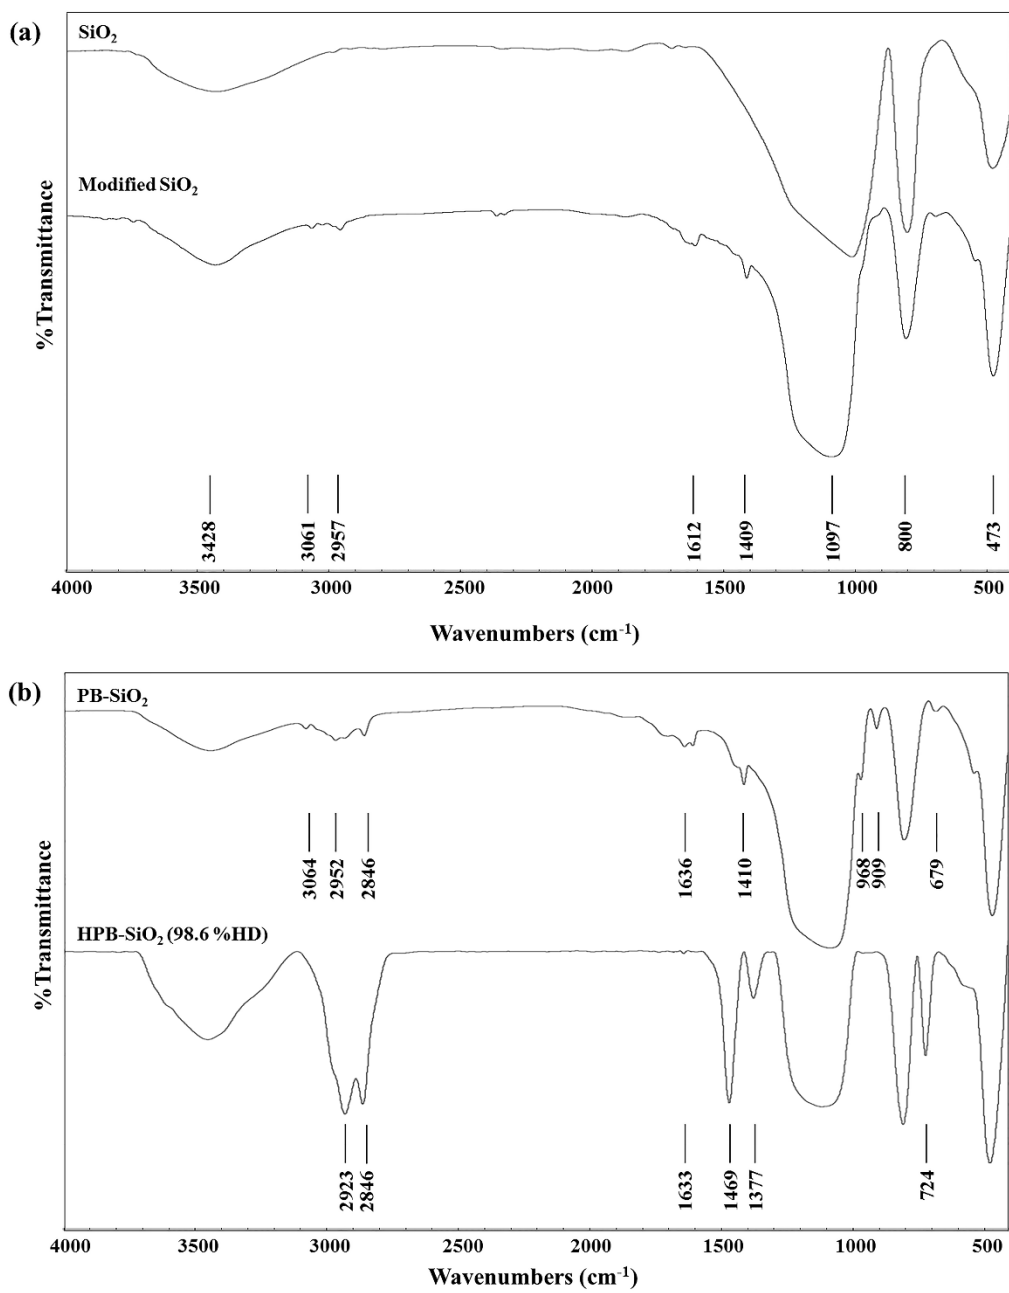 (a)
SiO₂
Modified SiO₂
%Transmittance
3428 3061 2957 1612 1409 1097 800 473
4000 3500 3000 2500 2000 1500 1000 500
Wavenumbers (cm⁻¹)
(b)
PB-SiO₂
3064 2952 2846 1636 1410 968 909 679
HPB-SiO₂ (98.6 %HD)
%Transmittance
2923 2846 1633 1469 1377 724
4000 3500 3000 2500 2000 1500 1000 500
Wavenumbers (cm⁻¹)